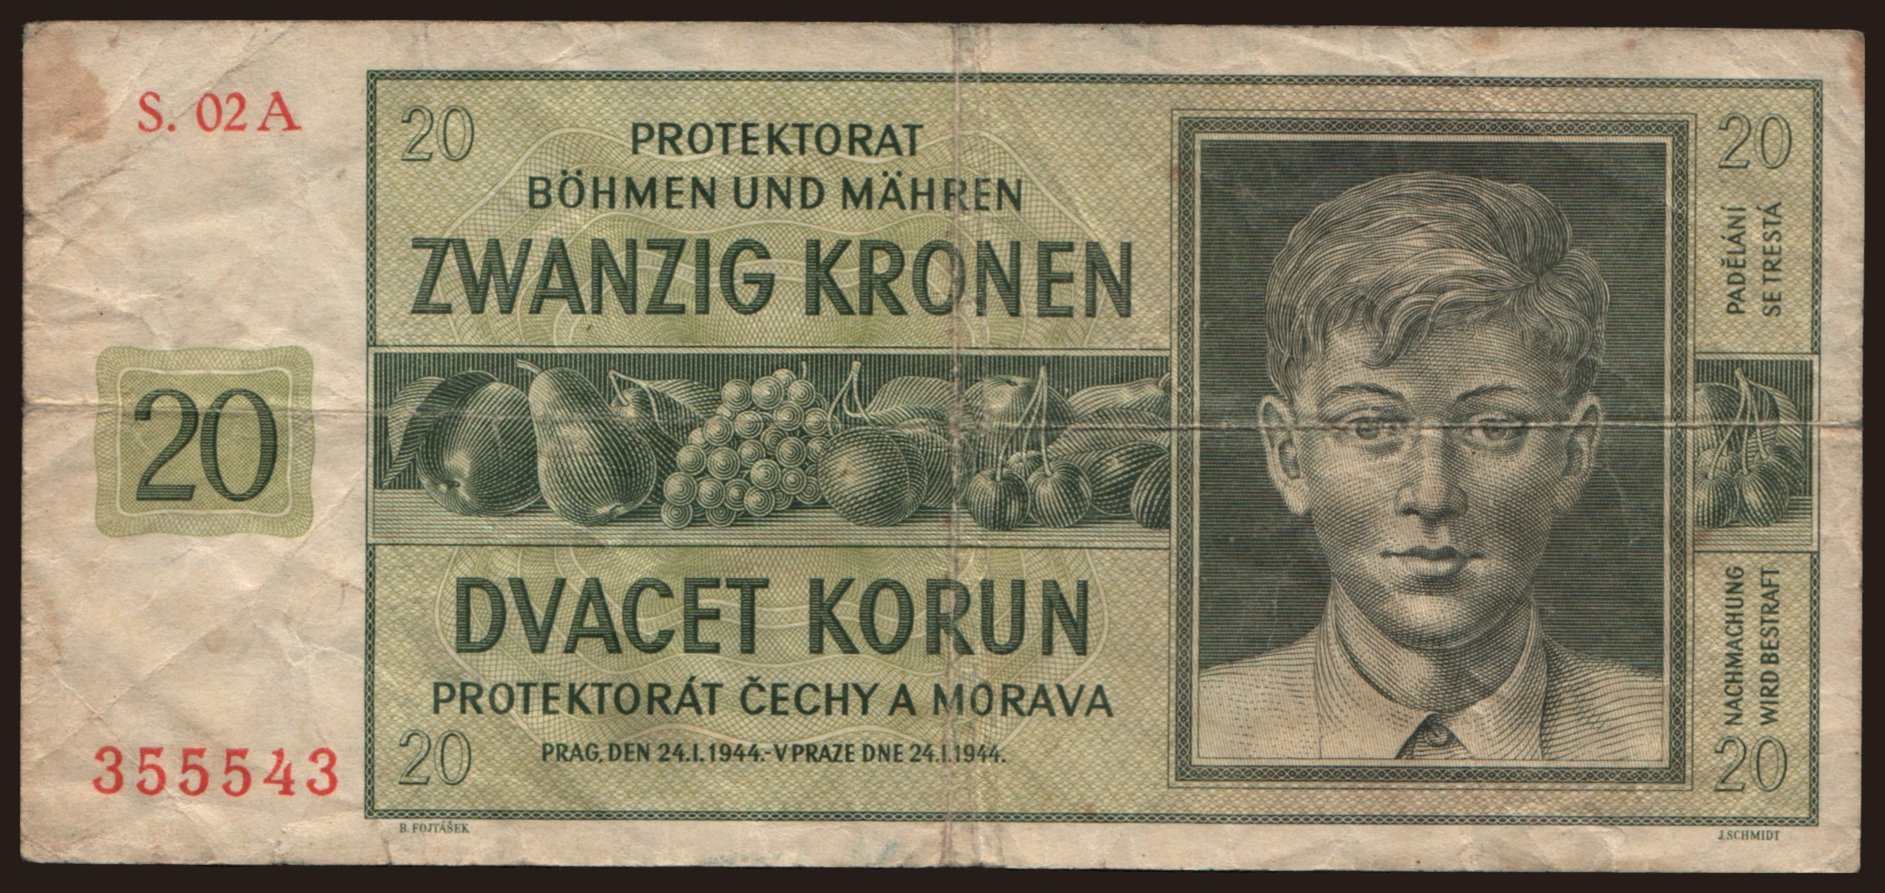 S. 02 A
20
PROTEKTORAT
BÖHMEN UND MÄHREN
ZWANZIG KRONEN
20
PADĚLÁNÍ
SE TRESTÁ
20
DVACET KORUN
PROTEKTORÁT ČECHY A MORAVA
PRAG, DEN 24.I.1944.-V PRAZE DNE 24.I.1944.
NACHMACHUNG
WIRD BESTRAFT
355543
20
20
B. FOJTÁŠEK
J. SCHMIDT